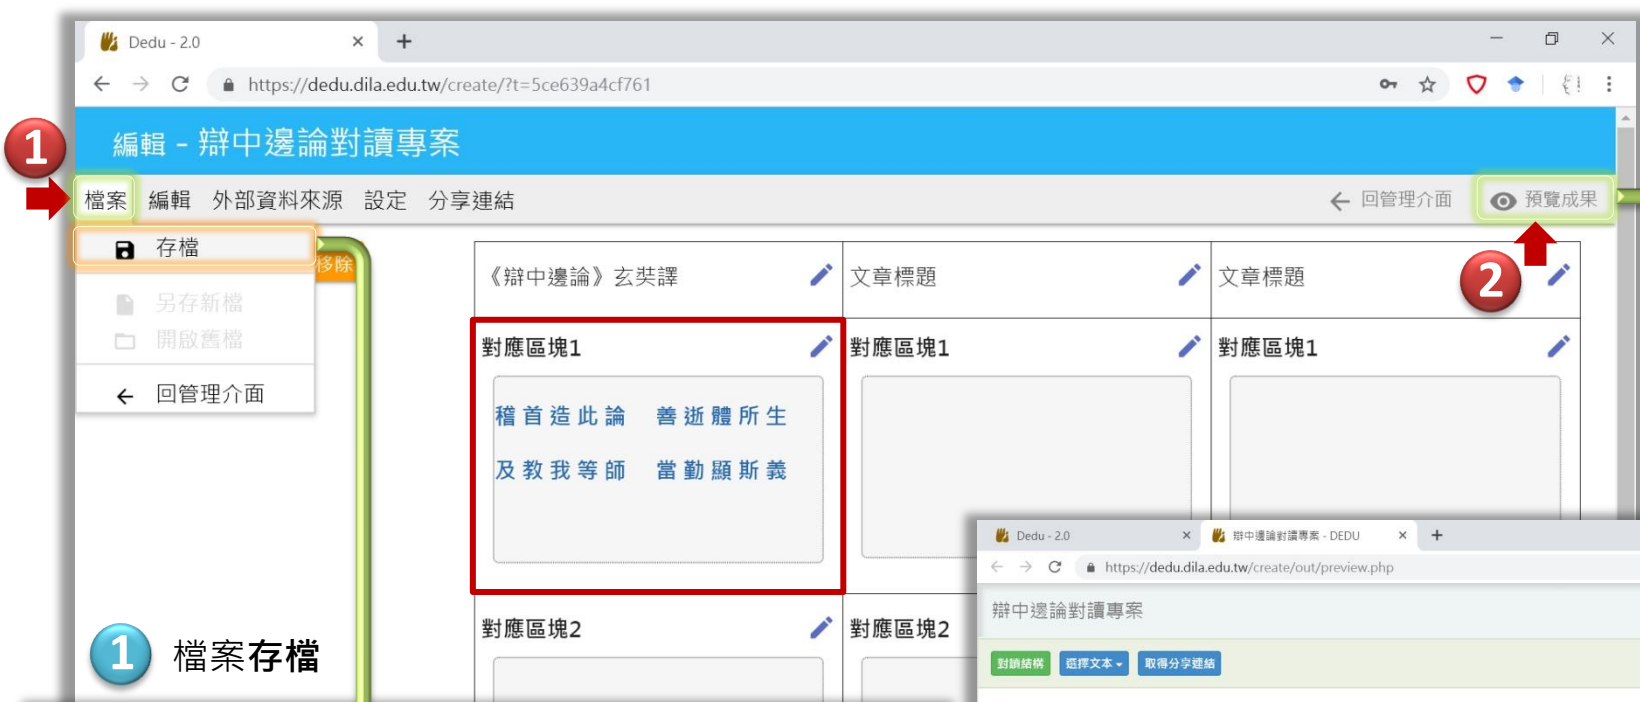 Dedu - 2.0
https://dedu.dila.edu.tw/create/?t=5ce639a4cf761
編輯 - 辯中邊論對讀專案
1
檔案 編輯 外部資料來源 設定 分享連結 回管理介面 預覽成果
存檔
移除
另存新檔
開啟舊檔
回管理介面
2
《辯中邊論》玄奘譯 文章標題 文章標題
對應區塊1 對應區塊1 對應區塊1
稽首造此論 善逝體所生
及教我等師 當勤顯斯義
對應區塊2 對應區塊2
1 檔案存檔
Dedu - 2.0 辯中邊論對讀專案 - DEDU
https://dedu.dila.edu.tw/create/out/preview.php
辯中邊論對讀專案
對讀結構 選擇文本 取得分享連結